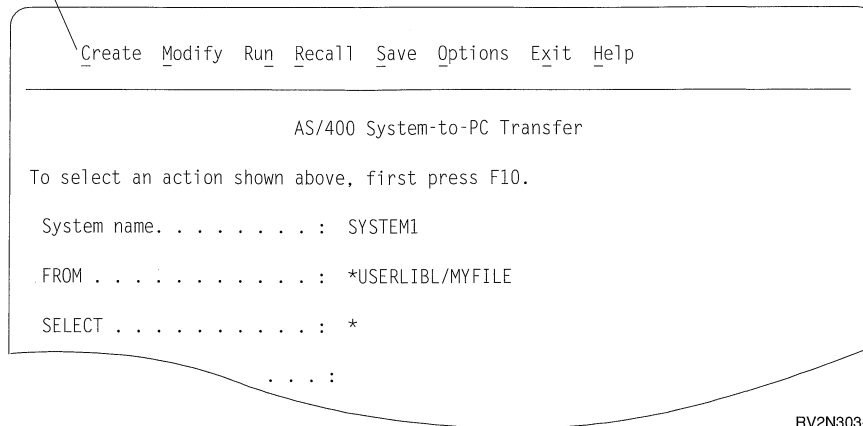 Create Modify Run Recall Save Options Exit Help
AS/400 System-to-PC Transfer
To select an action shown above, first press F10.
System name. . . . . . . . : SYSTEM1
FROM . . . . . . . . . . . . : *USERLIBL/MYFILE
SELECT . . . . . . . . . . . : *
. . . :
RV2N303